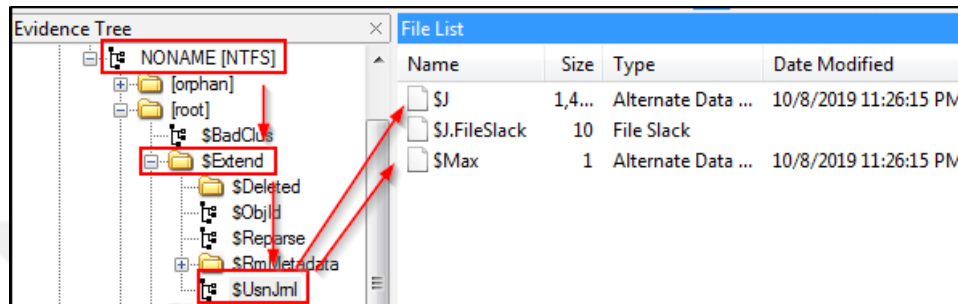 Evidence Tree
NONAME [NTFS]
[orphan]
[root]
$BadClus
$Extend
$Deleted
$ObjId
$Reparse
$RmMetadata
$UsnJrnl
File List
Name Size Type Date Modified
$J 1,4... Alternate Data ... 10/8/2019 11:26:15 PM
$J.FileSlack 10 File Slack
$Max 1 Alternate Data ... 10/8/2019 11:26:15 PM